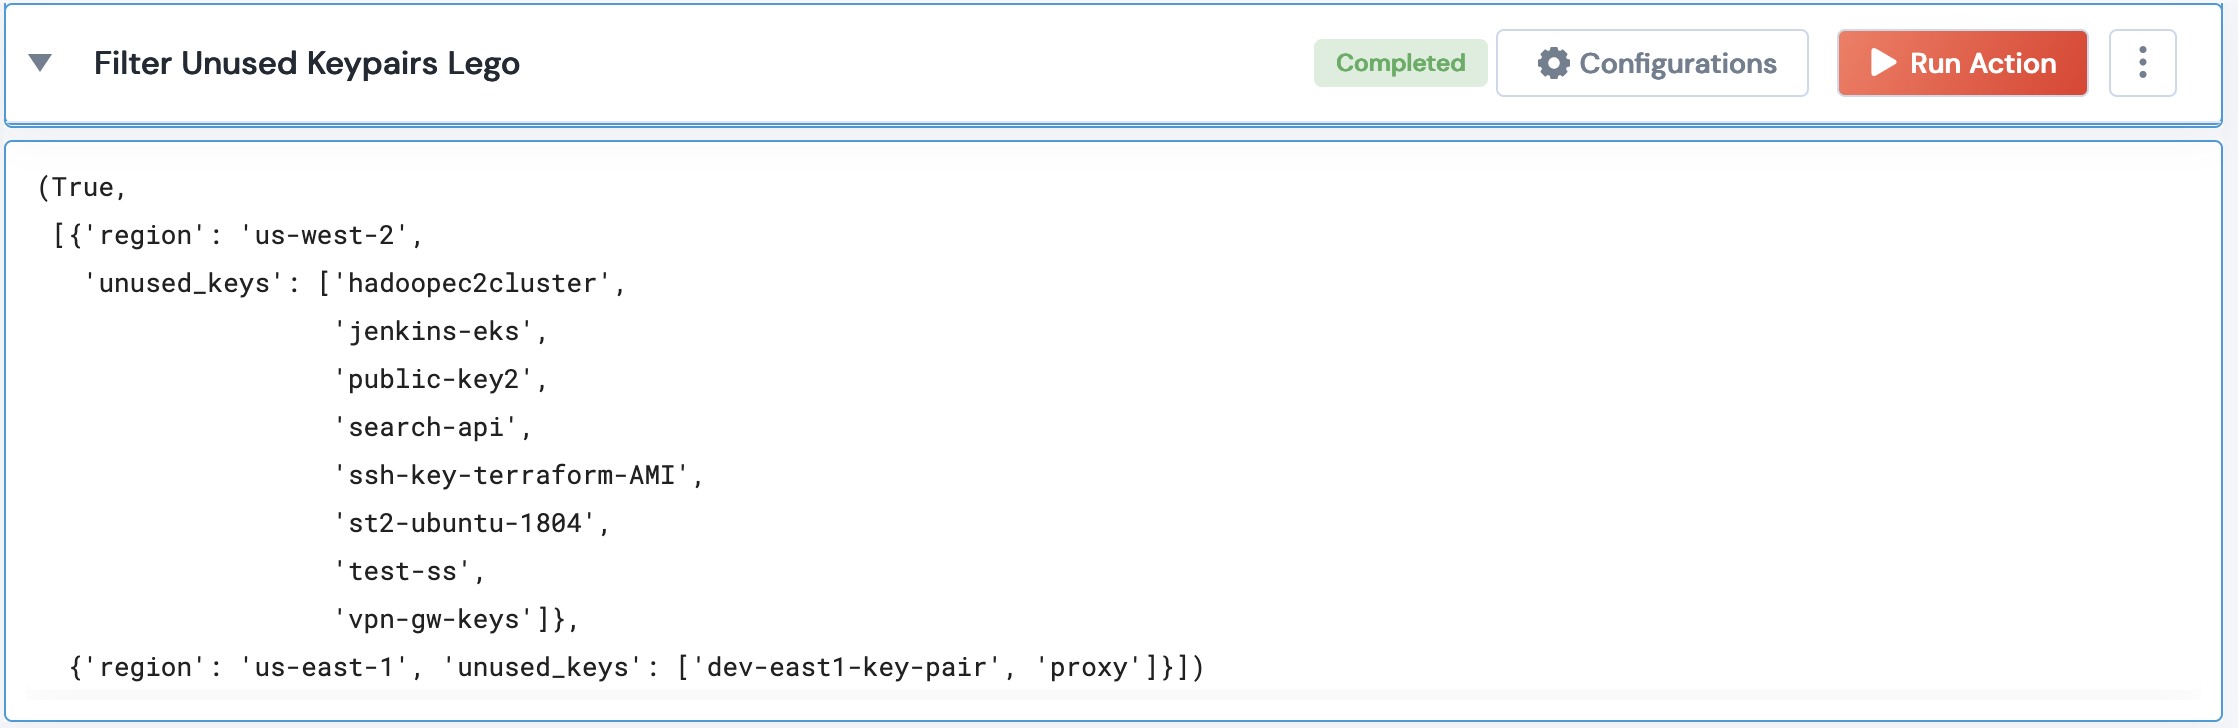 Filter Unused Keypairs Lego Completed Configurations Run Action
(True,
 [{'region': 'us-west-2',
   'unused_keys': ['hadoopec2cluster',
                   'jenkins-eks',
                   'public-key2',
                   'search-api',
                   'ssh-key-terraform-AMI',
                   'st2-ubuntu-1804',
                   'test-ss',
                   'vpn-gw-keys']},
  {'region': 'us-east-1', 'unused_keys': ['dev-east1-key-pair', 'proxy']}])